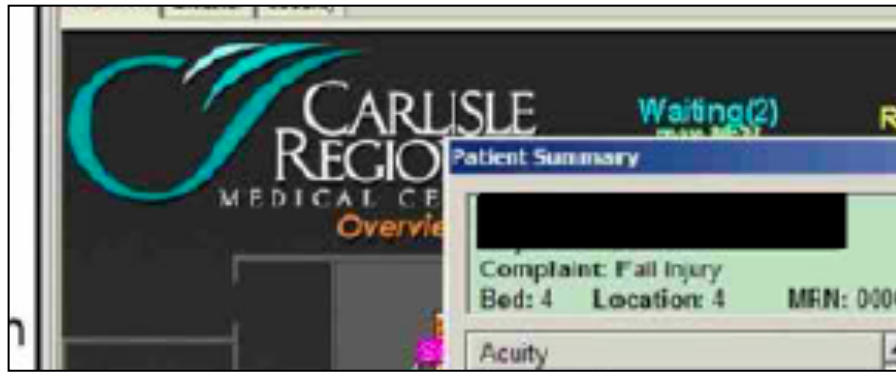 CARLISLE
REGIO
MEDICAL CE
Overvie
Waiting(2)
R
Patient Summary
Complaint: Fall Injury
Bed: 4 Location: 4 MRN: 000
Acuity